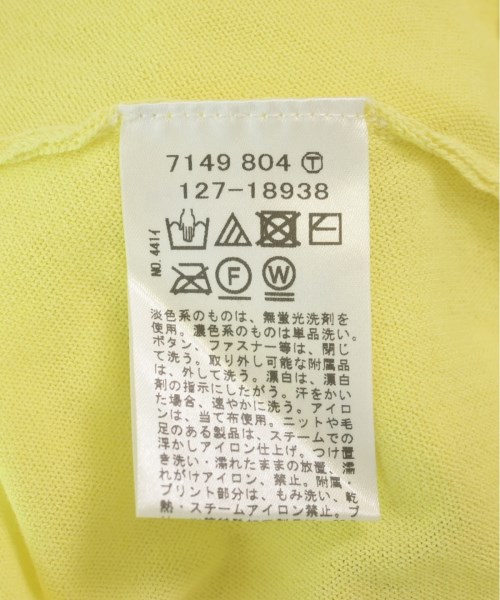 7149 804 Ⓣ
127-18938
NO.441イ
F W
淡色系のものは、無蛍光洗剤を
使用。濃色系のものは単品洗い。
ボタン、ファスナー等は、閉じ
て洗う。取り外し可能な附属品
は、外して洗う。漂白は、漂白
剤の指示にしたがう。汗をかい
た場合、速やかに洗う。アイロ
ンは、当て布使用。ニットや毛
足のある製品は、スチームでの
浮かしアイロン仕上げ。つけ置
き洗い・濡れたままの放置、濡
れがけアイロン、禁止。附属・
プリント部分は、もみ洗い、乾
熱・スチームアイロン禁止。プ